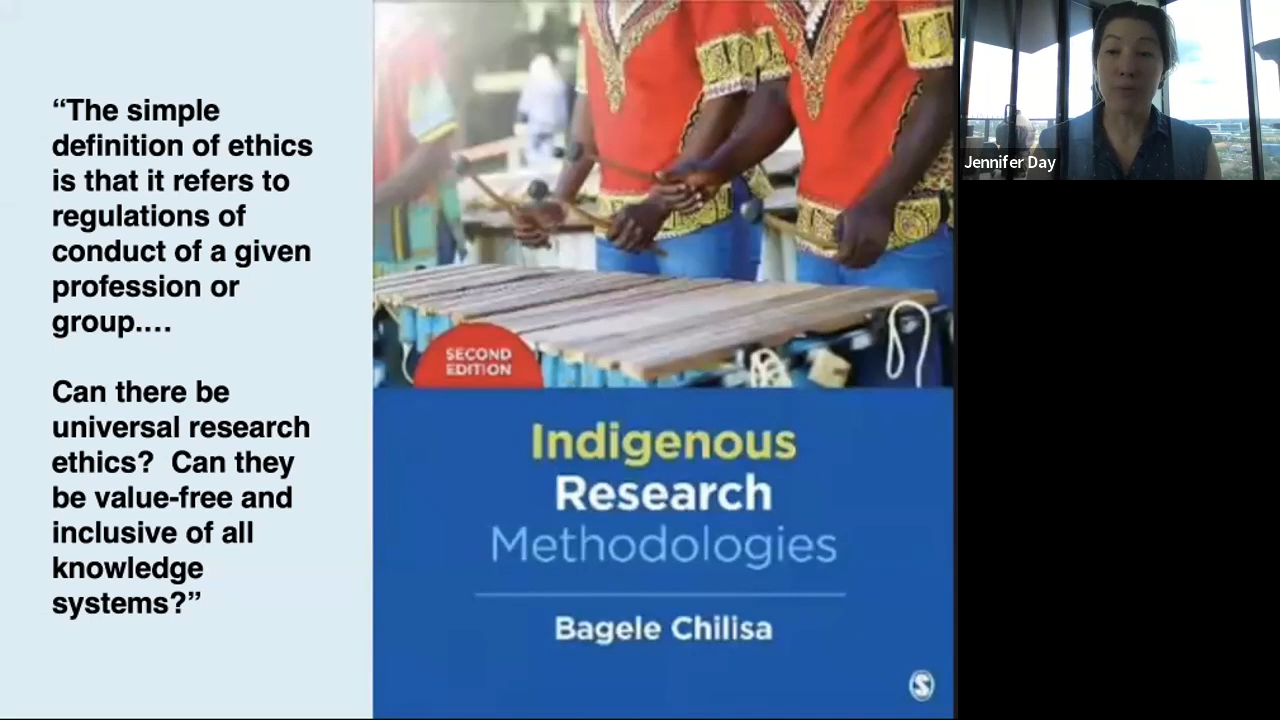 “The simple
definition of ethics
is that it refers to
regulations of
conduct of a given
profession or
group.…
Can there be
universal research
ethics?  Can they
be value-free and
inclusive of all
knowledge
systems?”
SECOND
EDITION
Indigenous
Research
Methodologies
Bagele Chilisa
S
Jennifer Day